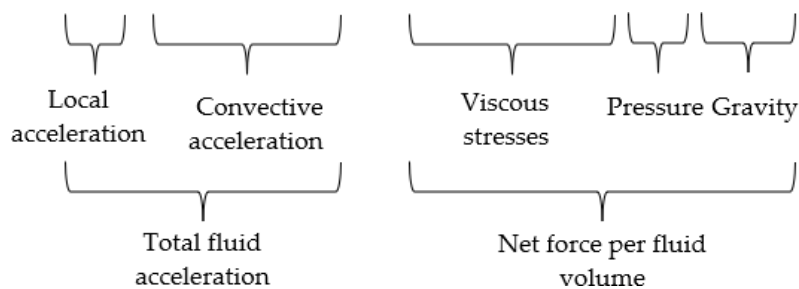 Local
acceleration
Convective
acceleration
Viscous
stresses
Pressure Gravity
Total fluid
acceleration
Net force per fluid
volume